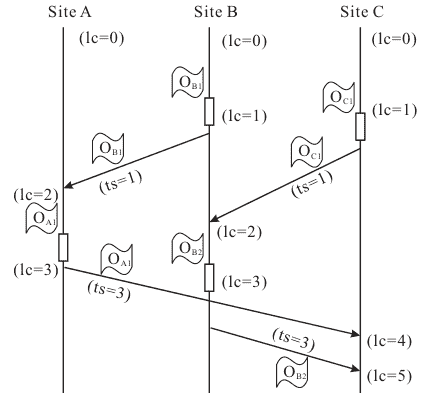 Site A Site B Site C
(lc=0) (lc=0) (lc=0)
O_B1 O_C1
(lc=1) (lc=1)
O_B1 O_C1
(ts=1) (ts=1)
(lc=2)
O_A1 (lc=2)
O_B2
(lc=3) O_A1 (lc=3)
(ts=3)
(ts=3) (lc=4)
O_B2 (lc=5)